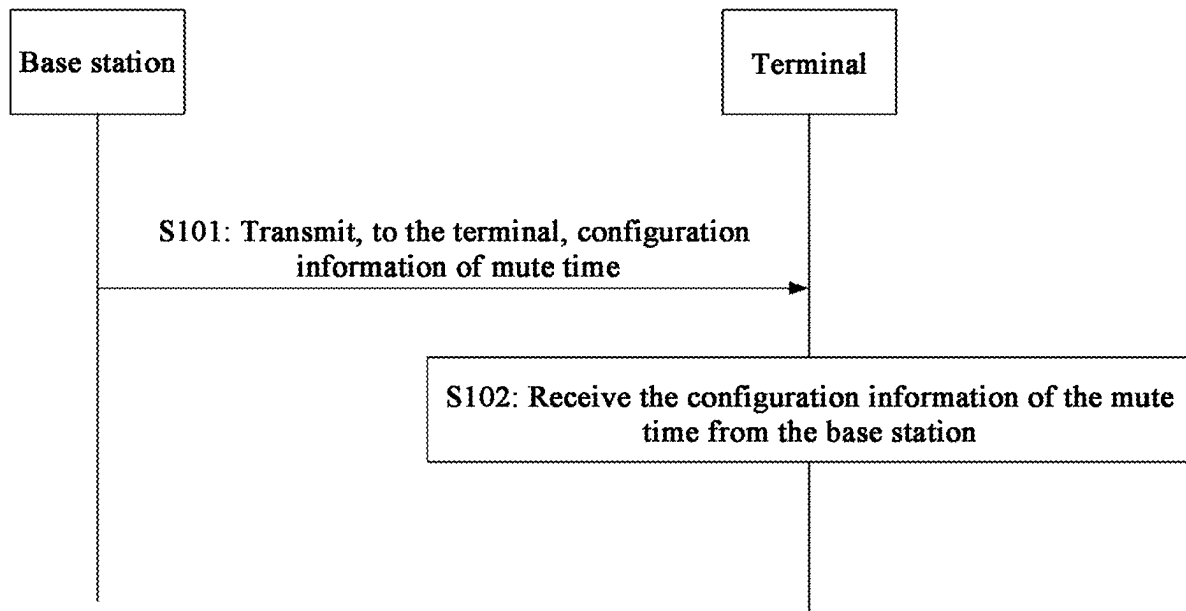 Base station
Terminal
S101: Transmit, to the terminal, configuration
information of mute time
S102: Receive the configuration information of the mute
time from the base station